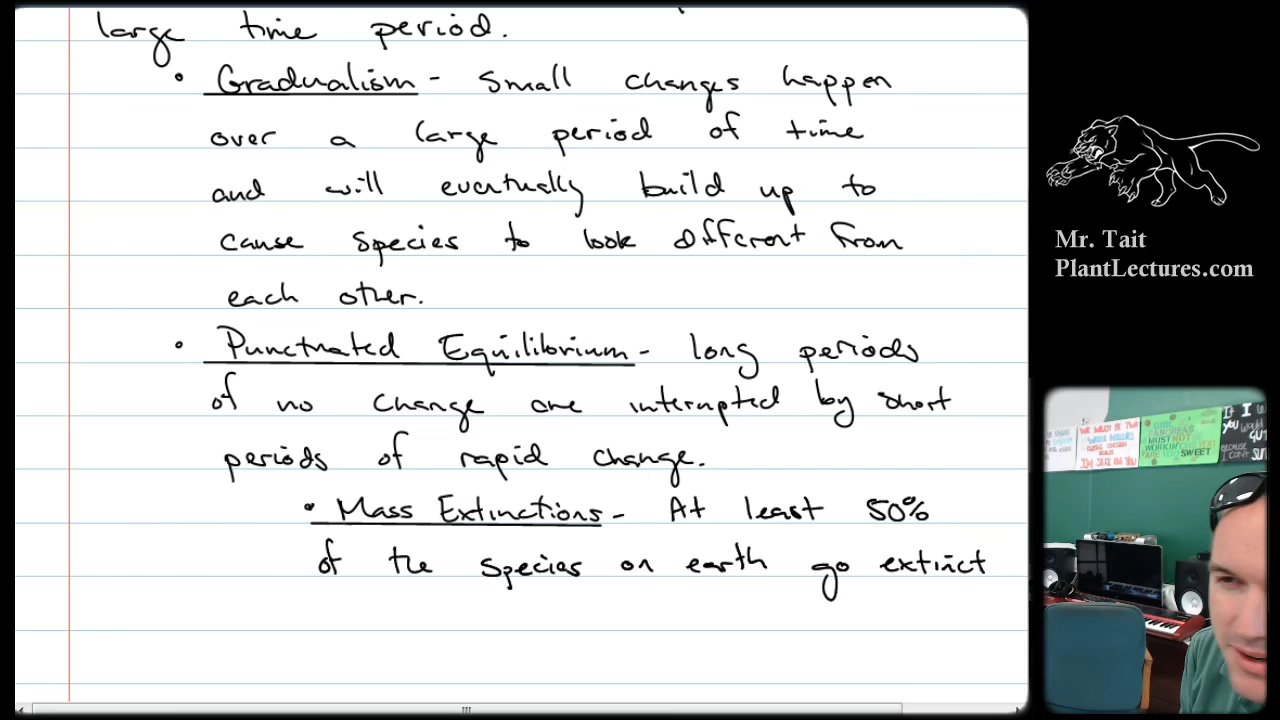 large time period.
• Gradualism - small changes happen
over a large period of time
and will eventually build up to
cause species to look different from
each other.
• Punctuated Equilibrium - long periods
of no change are interrupted by short
periods of rapid change.
• Mass Extinctions - At least 50%
of the species on earth go extinct
Mr. Tait
PlantLectures.com
MUST NOT
SWEET